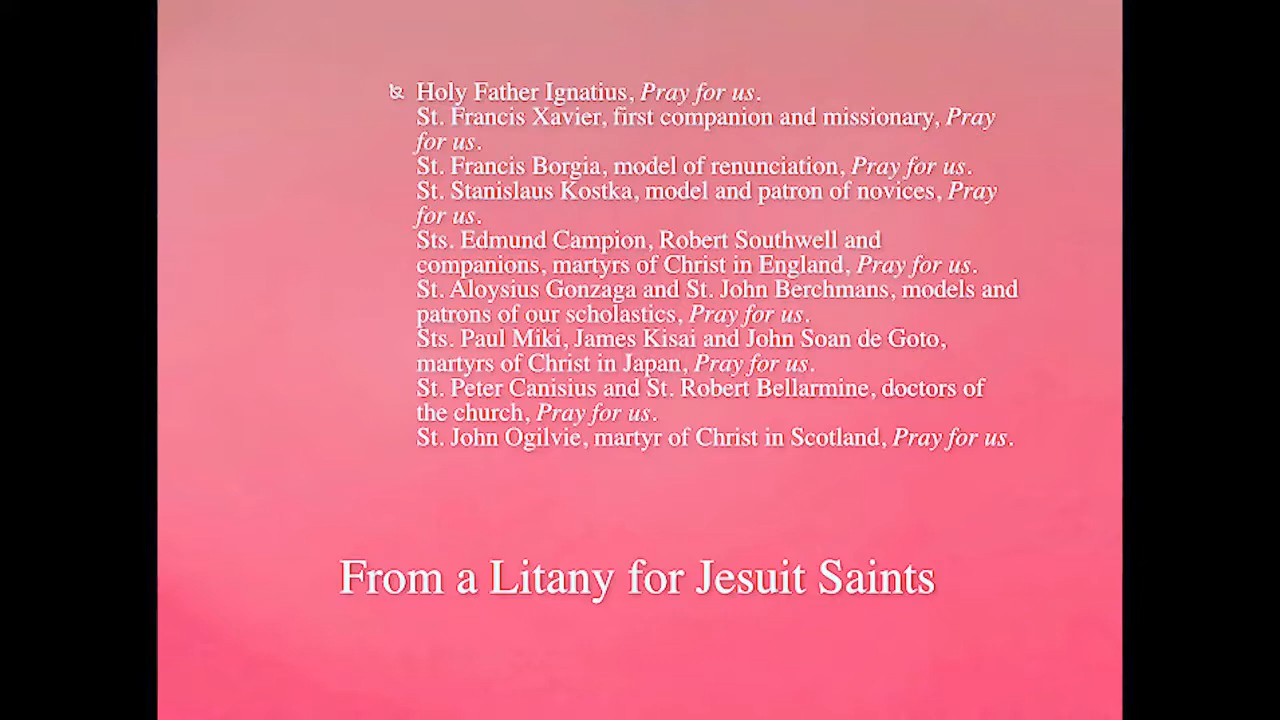 Holy Father Ignatius, Pray for us.
St. Francis Xavier, first companion and missionary, Pray
for us.
St. Francis Borgia, model of renunciation, Pray for us.
St. Stanislaus Kostka, model and patron of novices, Pray
for us.
Sts. Edmund Campion, Robert Southwell and
companions, martyrs of Christ in England, Pray for us.
St. Aloysius Gonzaga and St. John Berchmans, models and
patrons of our scholastics, Pray for us.
Sts. Paul Miki, James Kisai and John Soan de Goto,
martyrs of Christ in Japan, Pray for us.
St. Peter Canisius and St. Robert Bellarmine, doctors of
the church, Pray for us.
St. John Ogilvie, martyr of Christ in Scotland, Pray for us.
From a Litany for Jesuit Saints